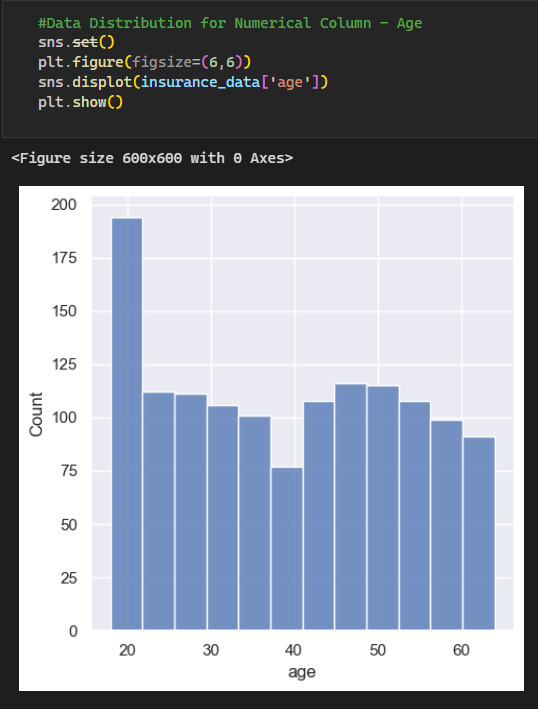 #Data Distribution for Numerical Column - Age
sns.set()
plt.figure(figsize=(6,6))
sns.displot(insurance_data['age'])
plt.show()
<Figure size 600x600 with 0 Axes>
200
175
150
125
100
75
50
25
0
Count
20 30 40 50 60
age